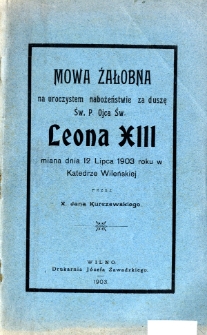 MOWA ŻAŁOBNA
na uroczystem nabożeństwie za duszę
Św. P. Ojca Św.
Leona XIII
miana dnia 12 Lipca 1903 roku w
Katedrze Wileńskiej
PRZEZ
X. Jana Kurczewskiego.
WILNO.
Drukarnia Józefa Zawadzkiego.
1903.